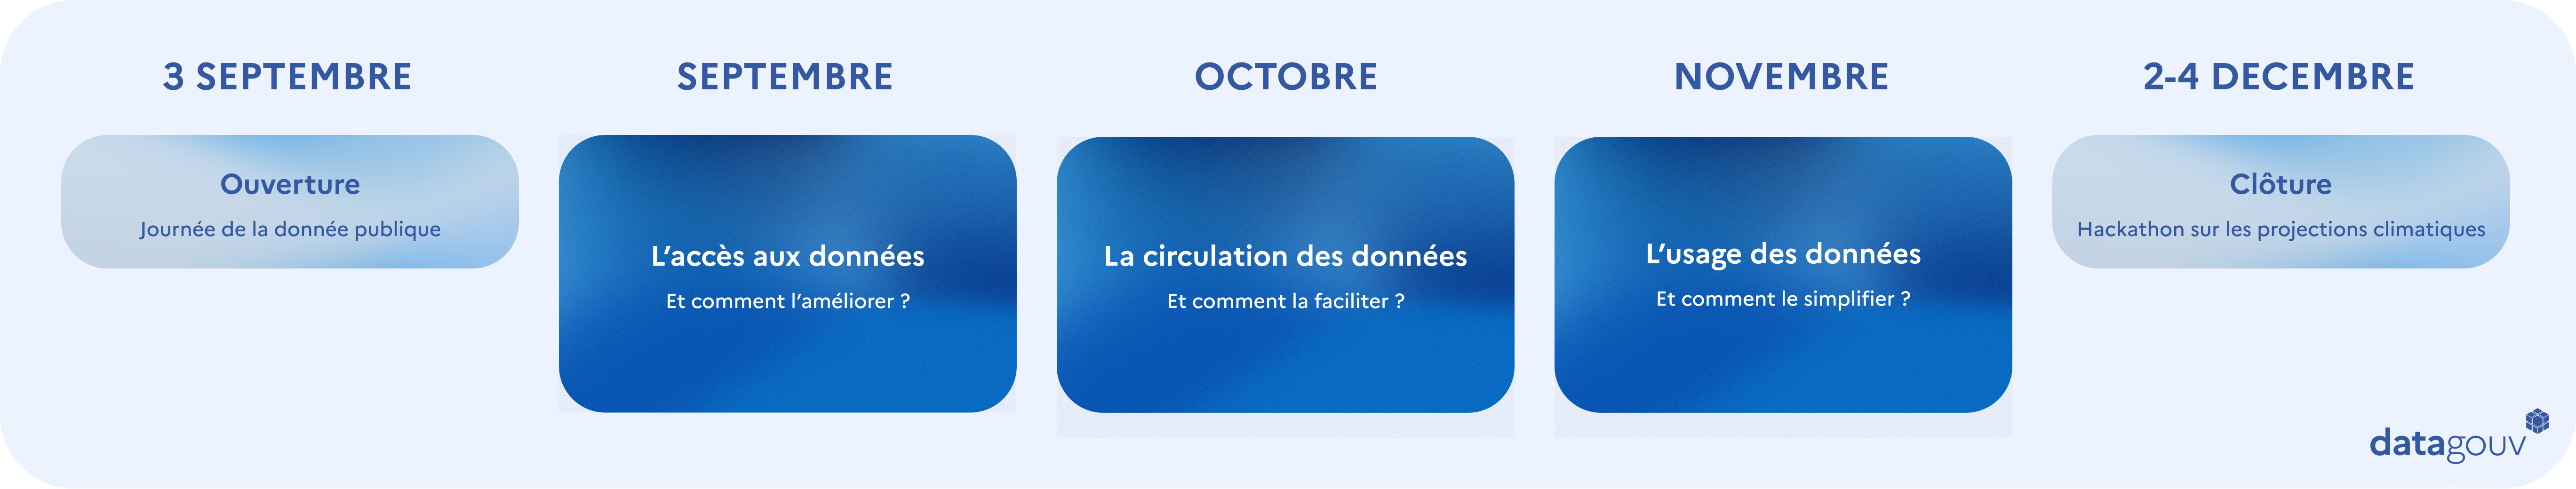 3 SEPTEMBRE
Ouverture
Journée de la donnée publique
SEPTEMBRE
L’accès aux données
Et comment l’améliorer ?
OCTOBRE
La circulation des données
Et comment la faciliter ?
NOVEMBRE
L’usage des données
Et comment le simplifier ?
2-4 DECEMBRE
Clôture
Hackathon sur les projections climatiques
datagouv